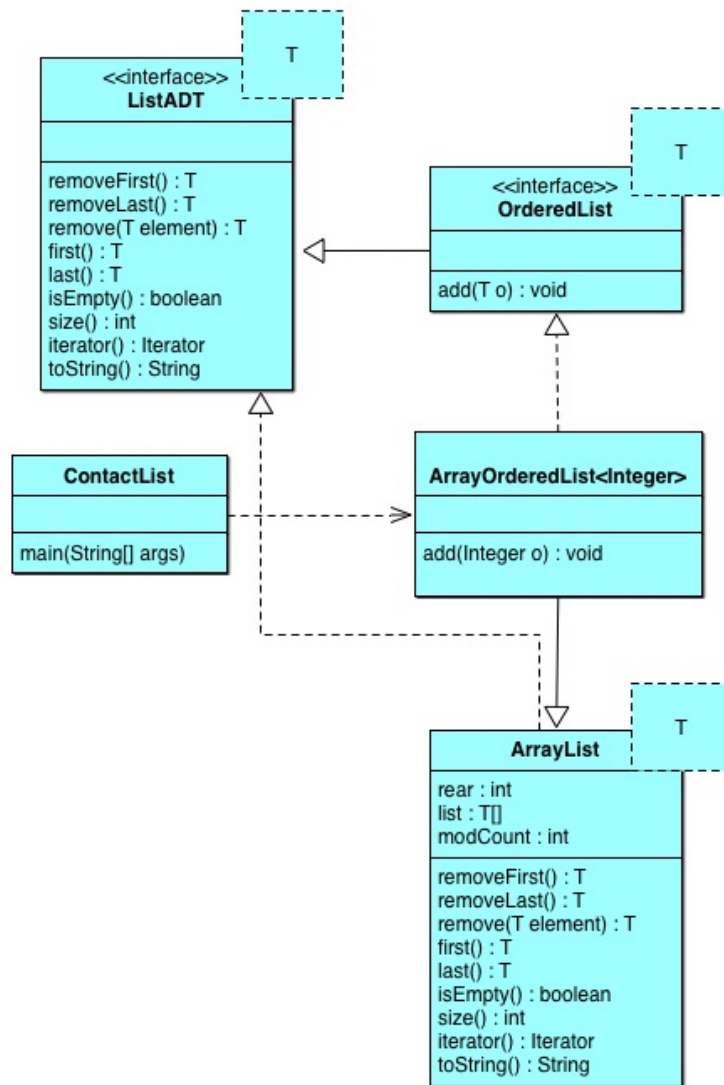 T
<<interface>>
ListADT
removeFirst() : T
removeLast() : T
remove(T element) : T
first() : T
last() : T
isEmpty() : boolean
size() : int
iterator() : Iterator
toString() : String
T
<<interface>>
OrderedList
add(T o) : void
ContactList
main(String[] args)
ArrayOrderedList<Integer>
add(Integer o) : void
T
ArrayList
rear : int
list : T[]
modCount : int
removeFirst() : T
removeLast() : T
remove(T element) : T
first() : T
last() : T
isEmpty() : boolean
size() : int
iterator() : Iterator
toString() : String